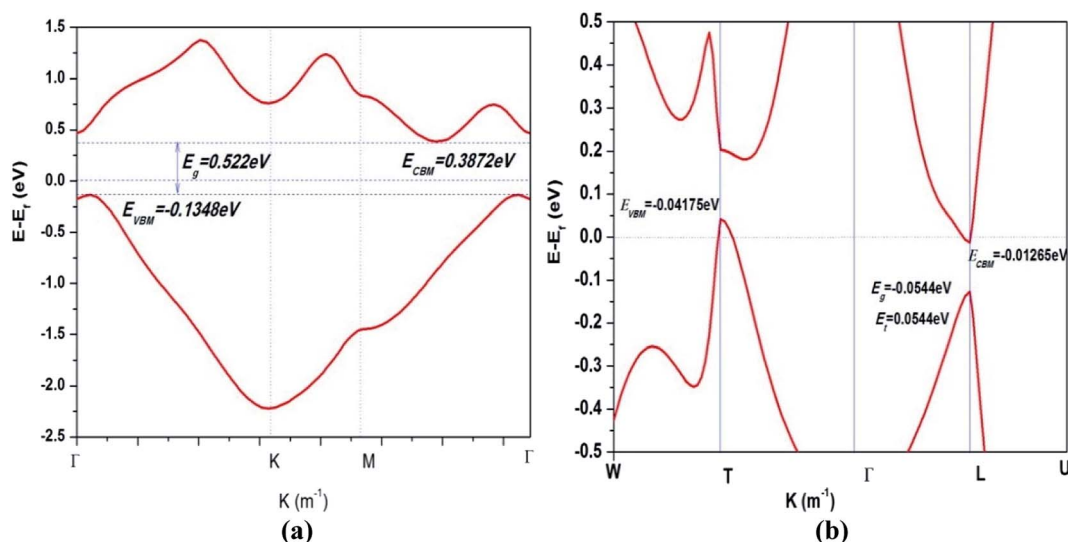 1.5
1.0
0.5
0.0
-0.5
-1.0
-1.5
-2.0
-2.5
E-E_f (eV)
E_g=0.522eV
E_CBM=0.3872eV
E_VBM=-0.1348eV
Γ K M Γ
K (m⁻¹)
(a)
0.5
0.4
0.3
0.2
0.1
0.0
-0.1
-0.2
-0.3
-0.4
-0.5
E-E_f (eV)
E_VBM=-0.04175eV
E_CBM=-0.01265eV
E_g=-0.0544eV
E_t=0.0544eV
W T Γ L U
K (m⁻¹)
(b)